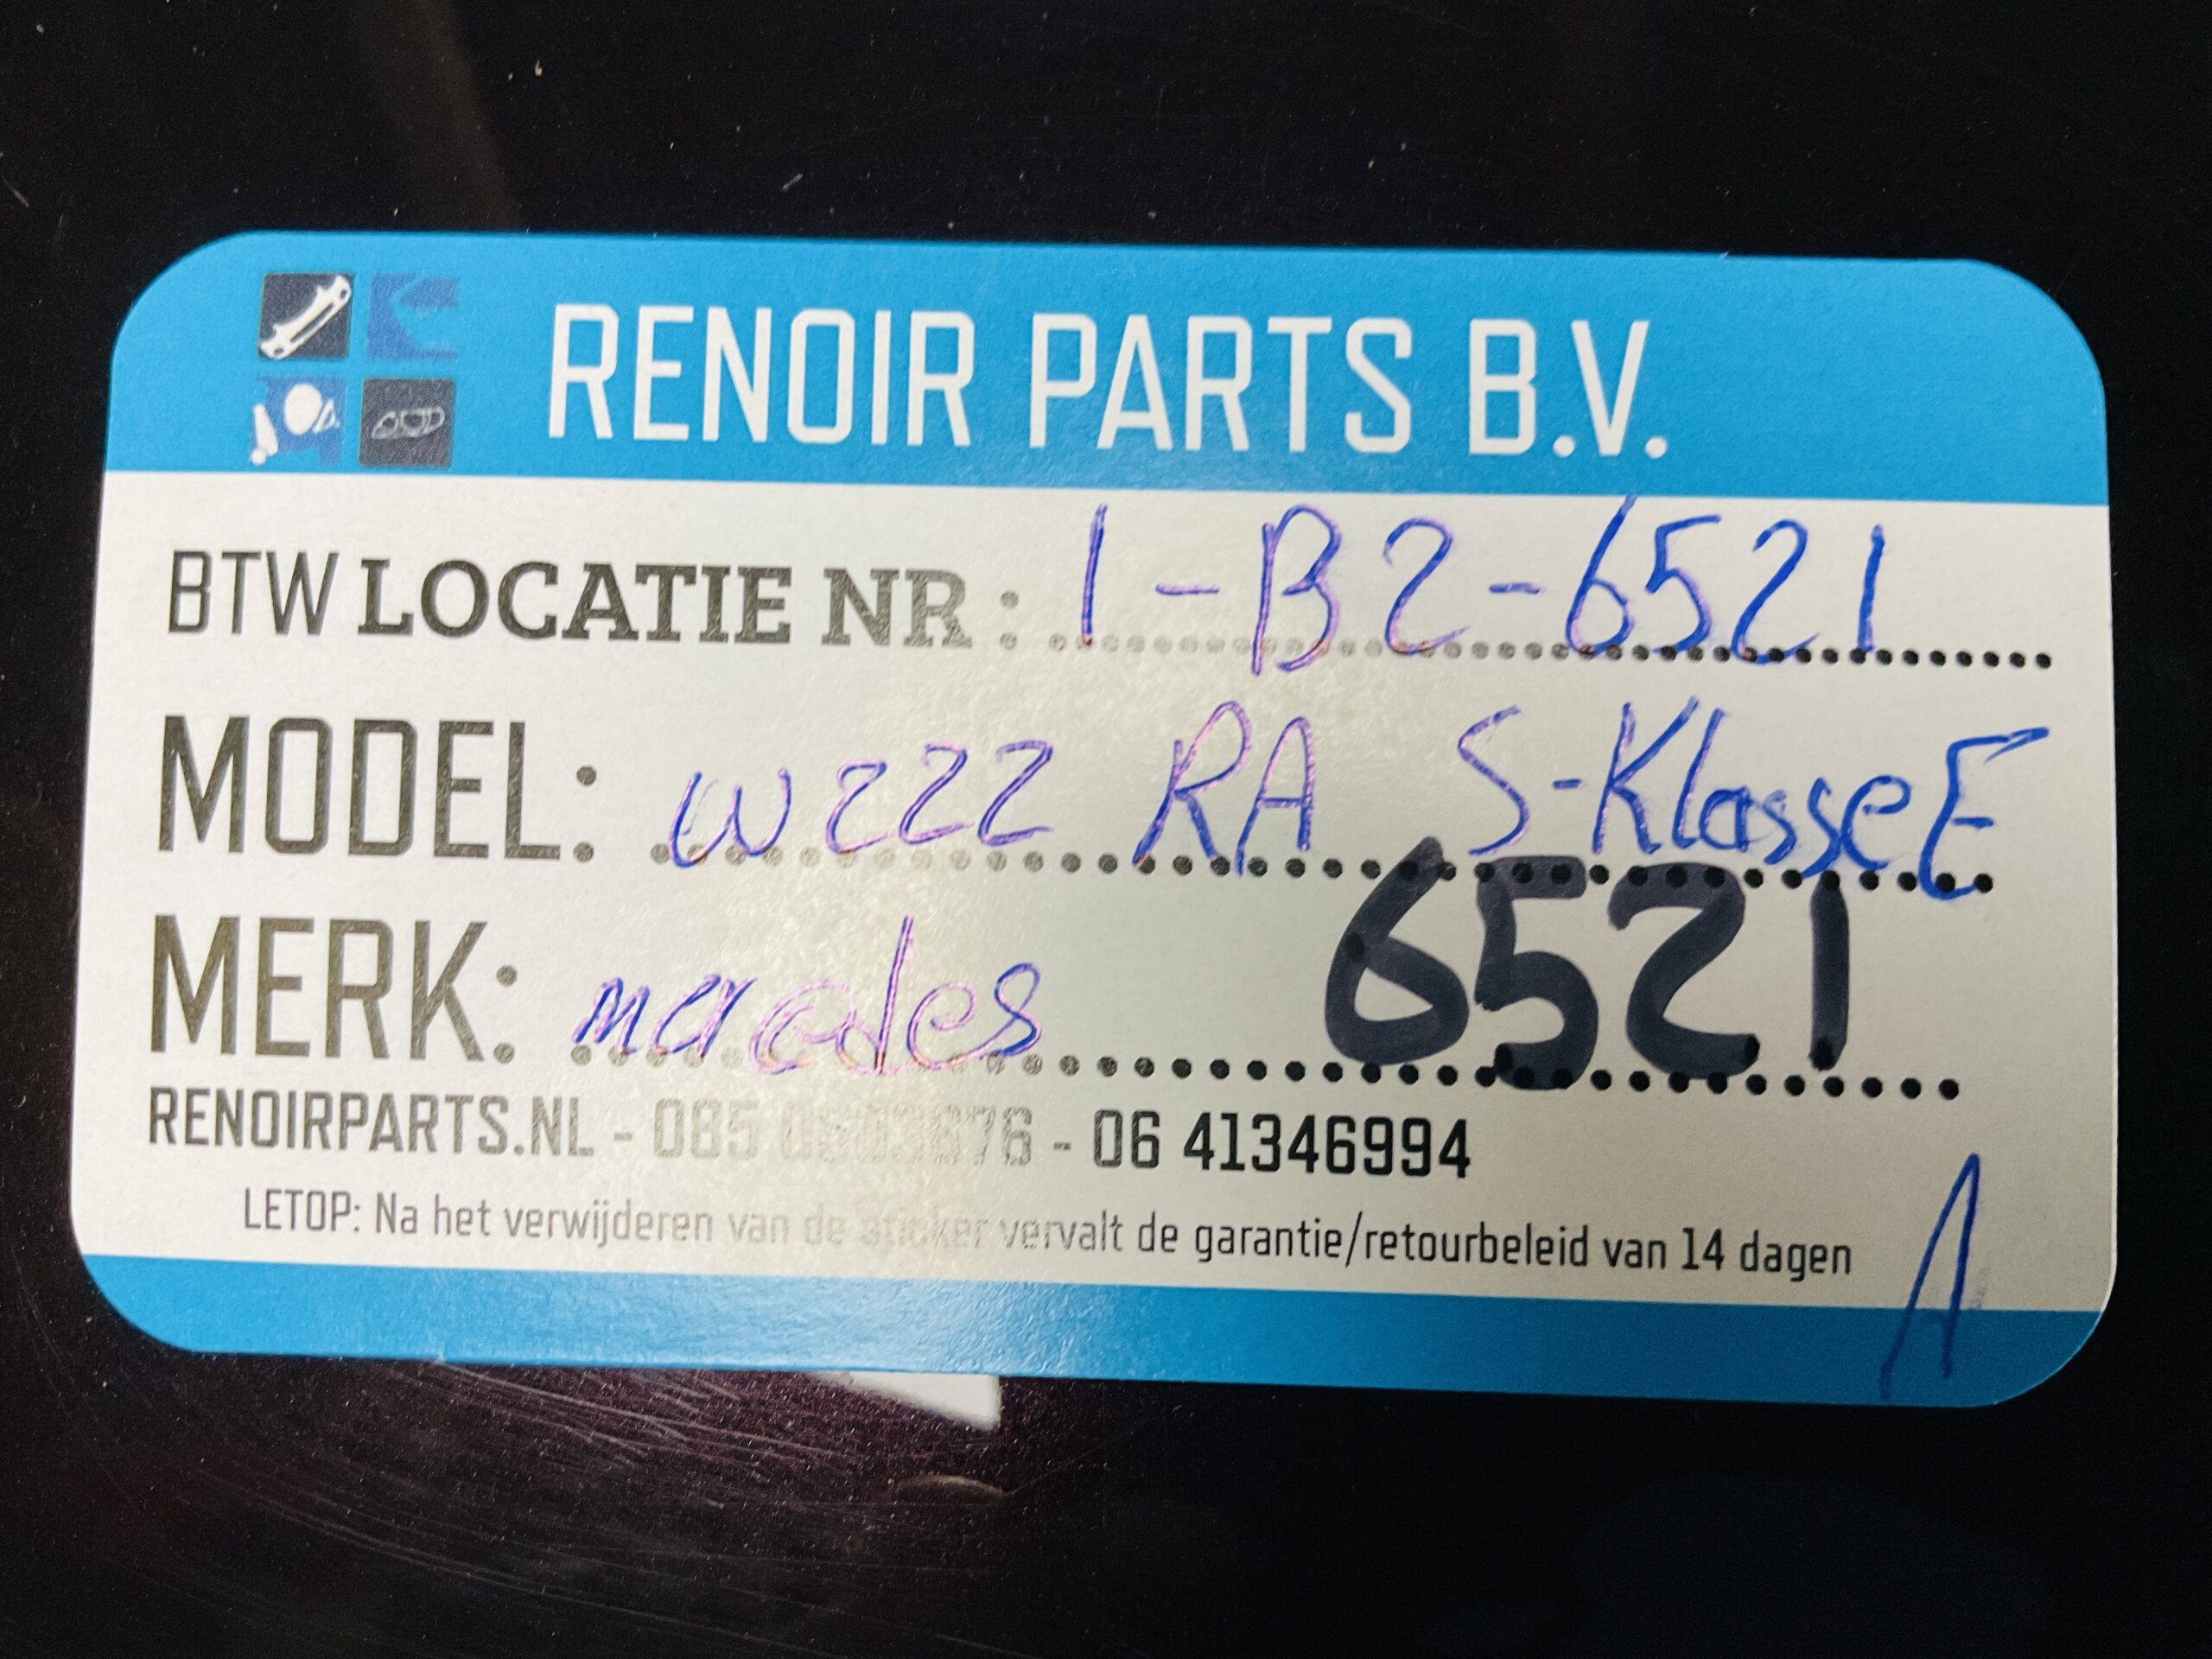 RENOIR PARTS B.V.
BTW LOCATIE NR : 1-B2-6521
MODEL: W222 RA S-Klasse E
MERK: mercedes 6521
RENOIRPARTS.NL - 085 - 06 41346994
LETOP: Na het verwijderen van de sticker vervalt de garantie/retourbeleid van 14 dagen
A